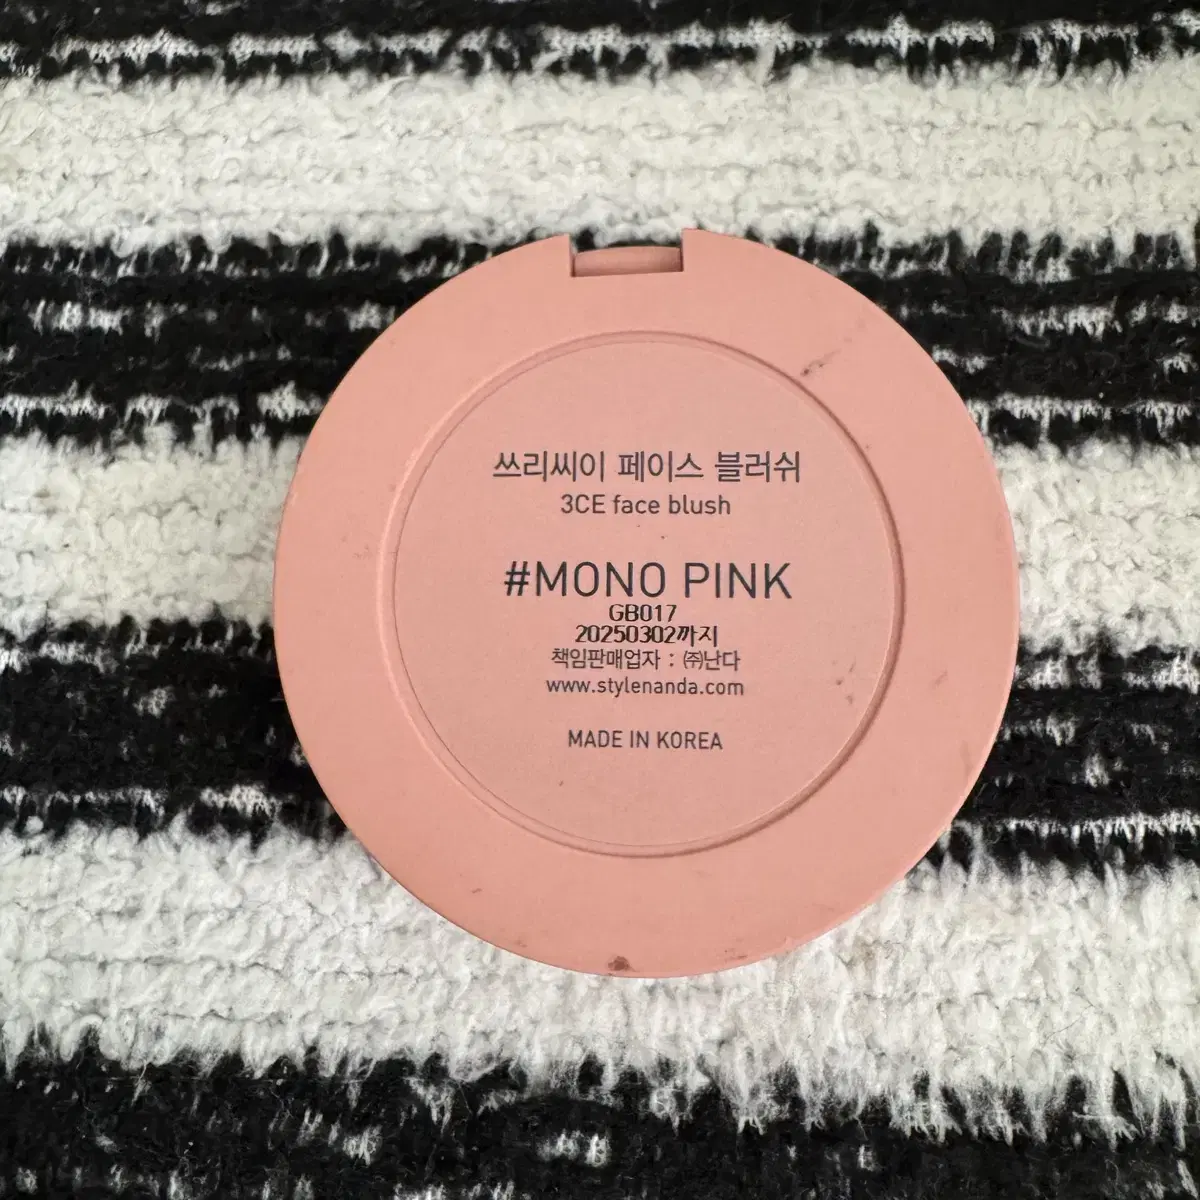 쓰리씨이 페이스 블러쉬
3CE face blush
#MONO PINK
GB017
20250302까지
책임판매업자 : ㈜난다
www.stylenanda.com
MADE IN KOREA